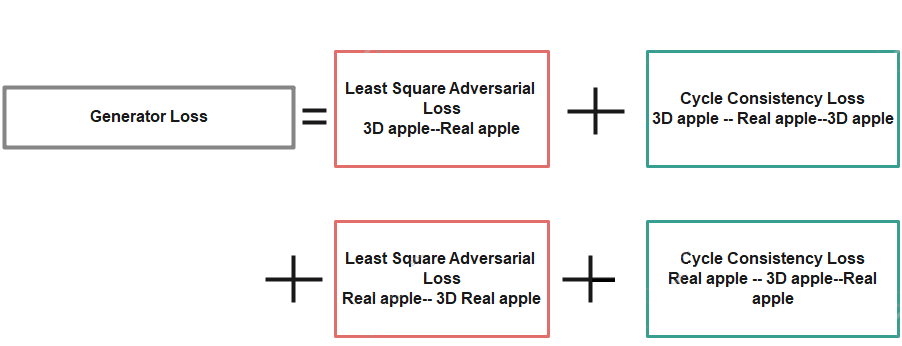 Generator Loss
=
Least Square Adversarial
Loss
3D apple--Real apple
+
Cycle Consistency Loss
3D apple -- Real apple--3D apple
+
Least Square Adversarial
Loss
Real apple-- 3D Real apple
+
Cycle Consistency Loss
Real apple -- 3D apple--Real
apple